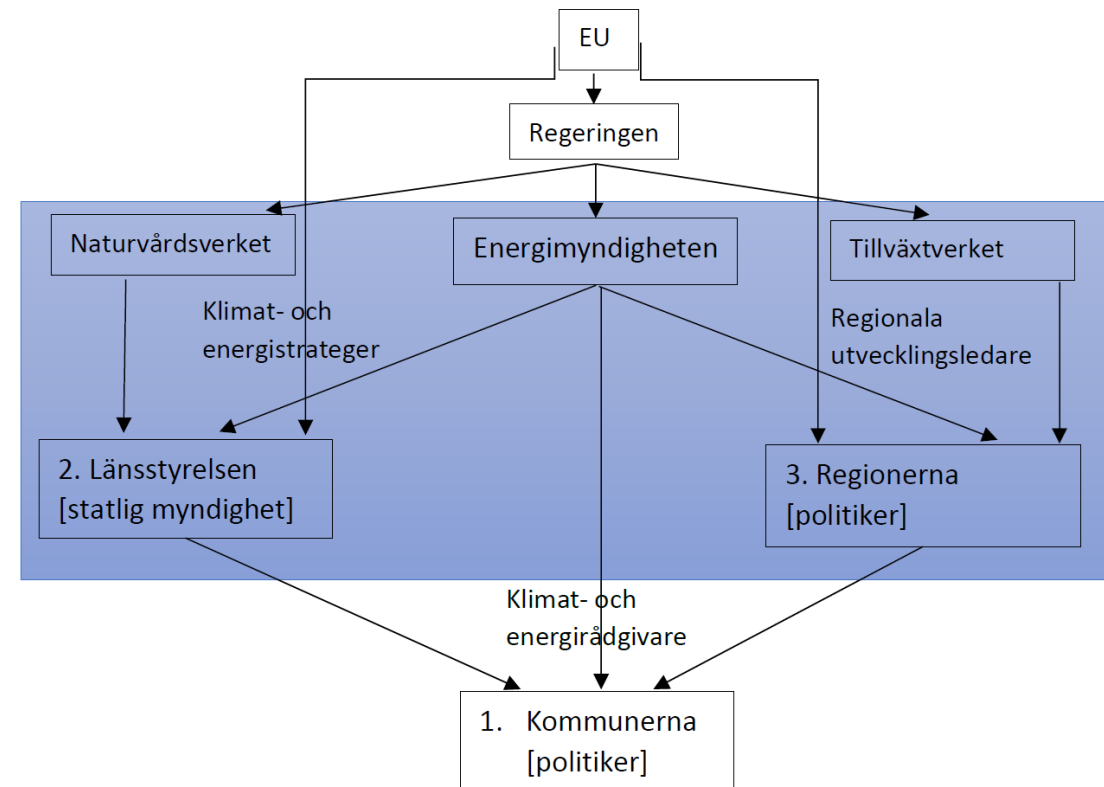 EU
Regeringen
Naturvårdsverket
Energimyndigheten
Tillväxtverket
Klimat- och
energistrateger
Regionala
utvecklingsledare
2. Länsstyrelsen
[statlig myndighet]
3. Regionerna
[politiker]
Klimat- och
energirådgivare
1. Kommunerna
[politiker]